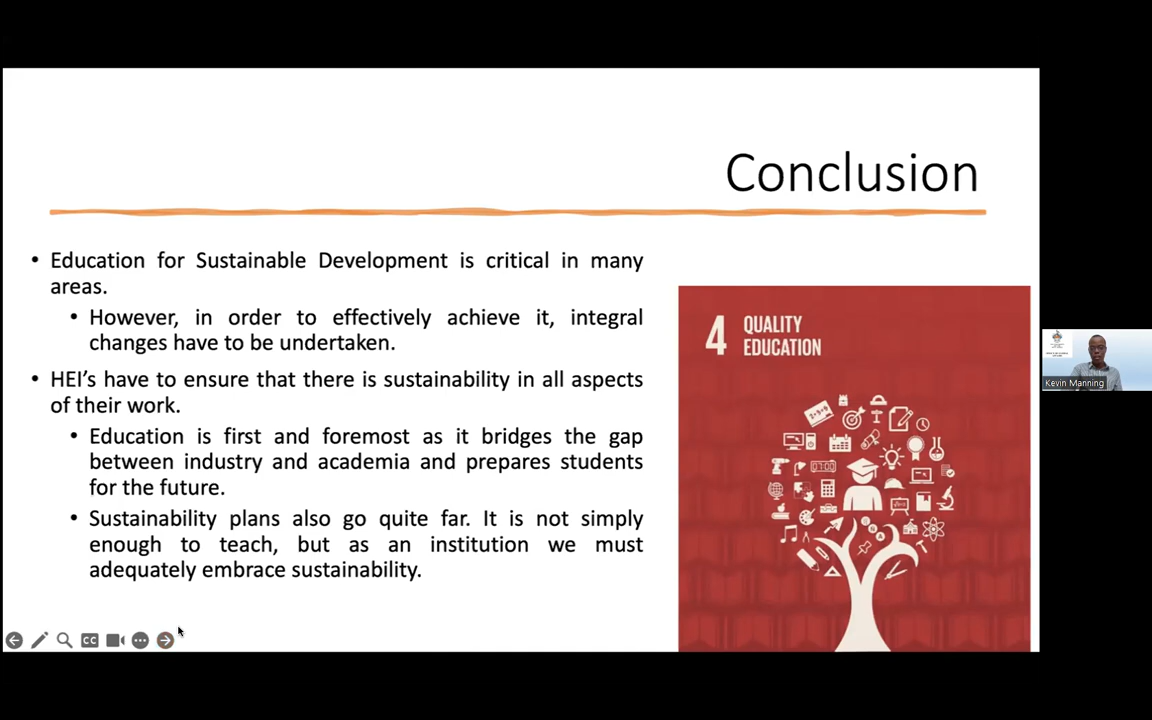 Conclusion
• Education for Sustainable Development is critical in many
areas.
• However, in order to effectively achieve it, integral
changes have to be undertaken.
• HEI’s have to ensure that there is sustainability in all aspects
of their work.
• Education is first and foremost as it bridges the gap
between industry and academia and prepares students
for the future.
• Sustainability plans also go quite far. It is not simply
enough to teach, but as an institution we must
adequately embrace sustainability.
4 QUALITY
EDUCATION
CC
Kevin Manning